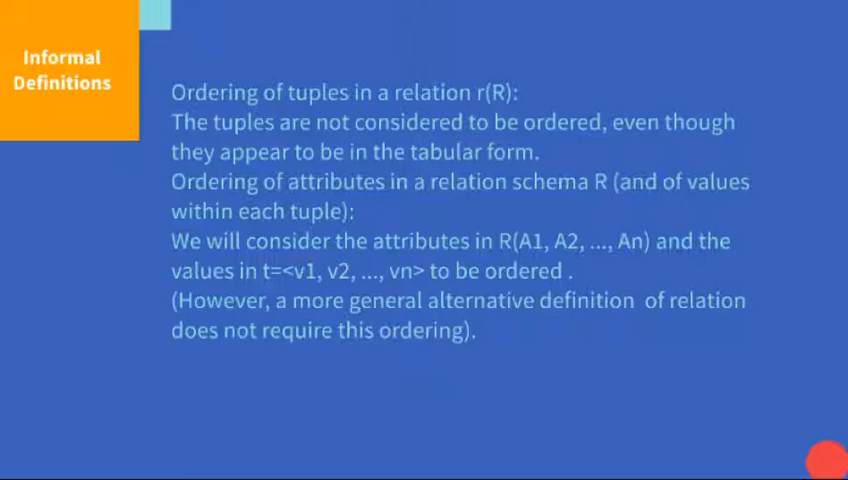 Informal
Definitions
Ordering of tuples in a relation r(R):
The tuples are not considered to be ordered, even though
they appear to be in the tabular form.
Ordering of attributes in a relation schema R (and of values
within each tuple):
We will consider the attributes in R(A1, A2, ..., An) and the
values in t=<v1, v2, ..., vn> to be ordered .
(However, a more general alternative definition of relation
does not require this ordering).